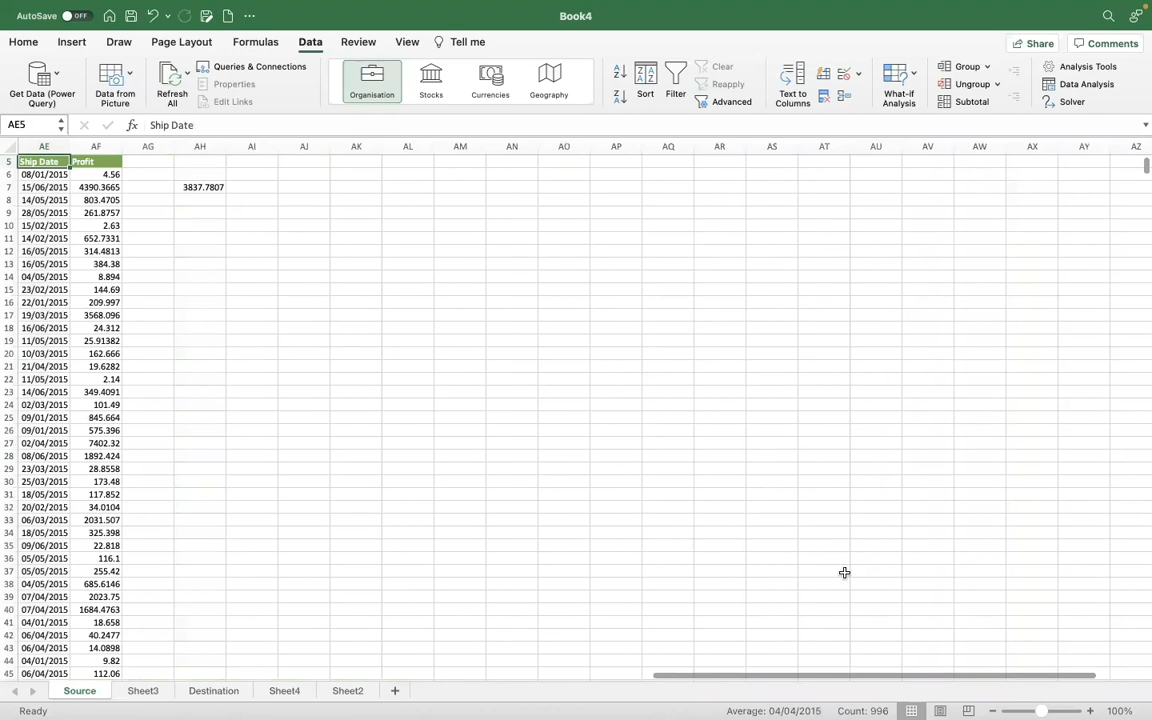 AutoSave OFF Book4
Home Insert Draw Page Layout Formulas Data Review View Tell me Share Comments
Get Data (Power Query) Data from Picture Refresh All Queries & Connections Properties Edit Links Organisation Stocks Currencies Geography Sort Filter Clear Reapply Advanced Text to Columns What-if Analysis Group Ungroup Subtotal Analysis Tools Data Analysis Solver
AE5 fx Ship Date
AE AF AG AH AI AJ AK AL AM AN AO AP AQ AR AS AT AU AV AW AX AY AZ
5 Ship Date Profit
6 08/01/2015 4.56
7 15/06/2015 4390.3665 3837.7807
8 14/05/2015 803.4705
9 28/05/2015 261.8757
10 15/02/2015 2.63
11 14/02/2015 652.7331
12 16/05/2015 314.4813
13 16/05/2015 384.38
14 04/05/2015 8.894
15 23/02/2015 144.69
16 22/01/2015 209.997
17 19/03/2015 3568.096
18 16/06/2015 24.312
19 11/05/2015 25.91382
20 10/03/2015 162.666
21 21/04/2015 19.6282
22 11/05/2015 2.14
23 14/06/2015 349.4091
24 02/03/2015 101.49
25 09/01/2015 845.664
26 09/01/2015 575.396
27 02/04/2015 7402.32
28 08/06/2015 1892.424
29 23/03/2015 28.8558
30 25/03/2015 173.48
31 18/05/2015 117.852
32 20/02/2015 34.0104
33 06/03/2015 2031.507
34 18/05/2015 325.398
35 09/06/2015 22.818
36 05/05/2015 116.1
37 05/05/2015 255.42
38 04/05/2015 685.6146
39 07/04/2015 2023.75
40 07/04/2015 1684.4763
41 04/01/2015 18.658
42 06/04/2015 40.2477
43 06/04/2015 14.0898
44 04/01/2015 9.82
45 06/04/2015 112.06
Source Sheet3 Destination Sheet4 Sheet2
Ready Average: 04/04/2015 Count: 996 100%